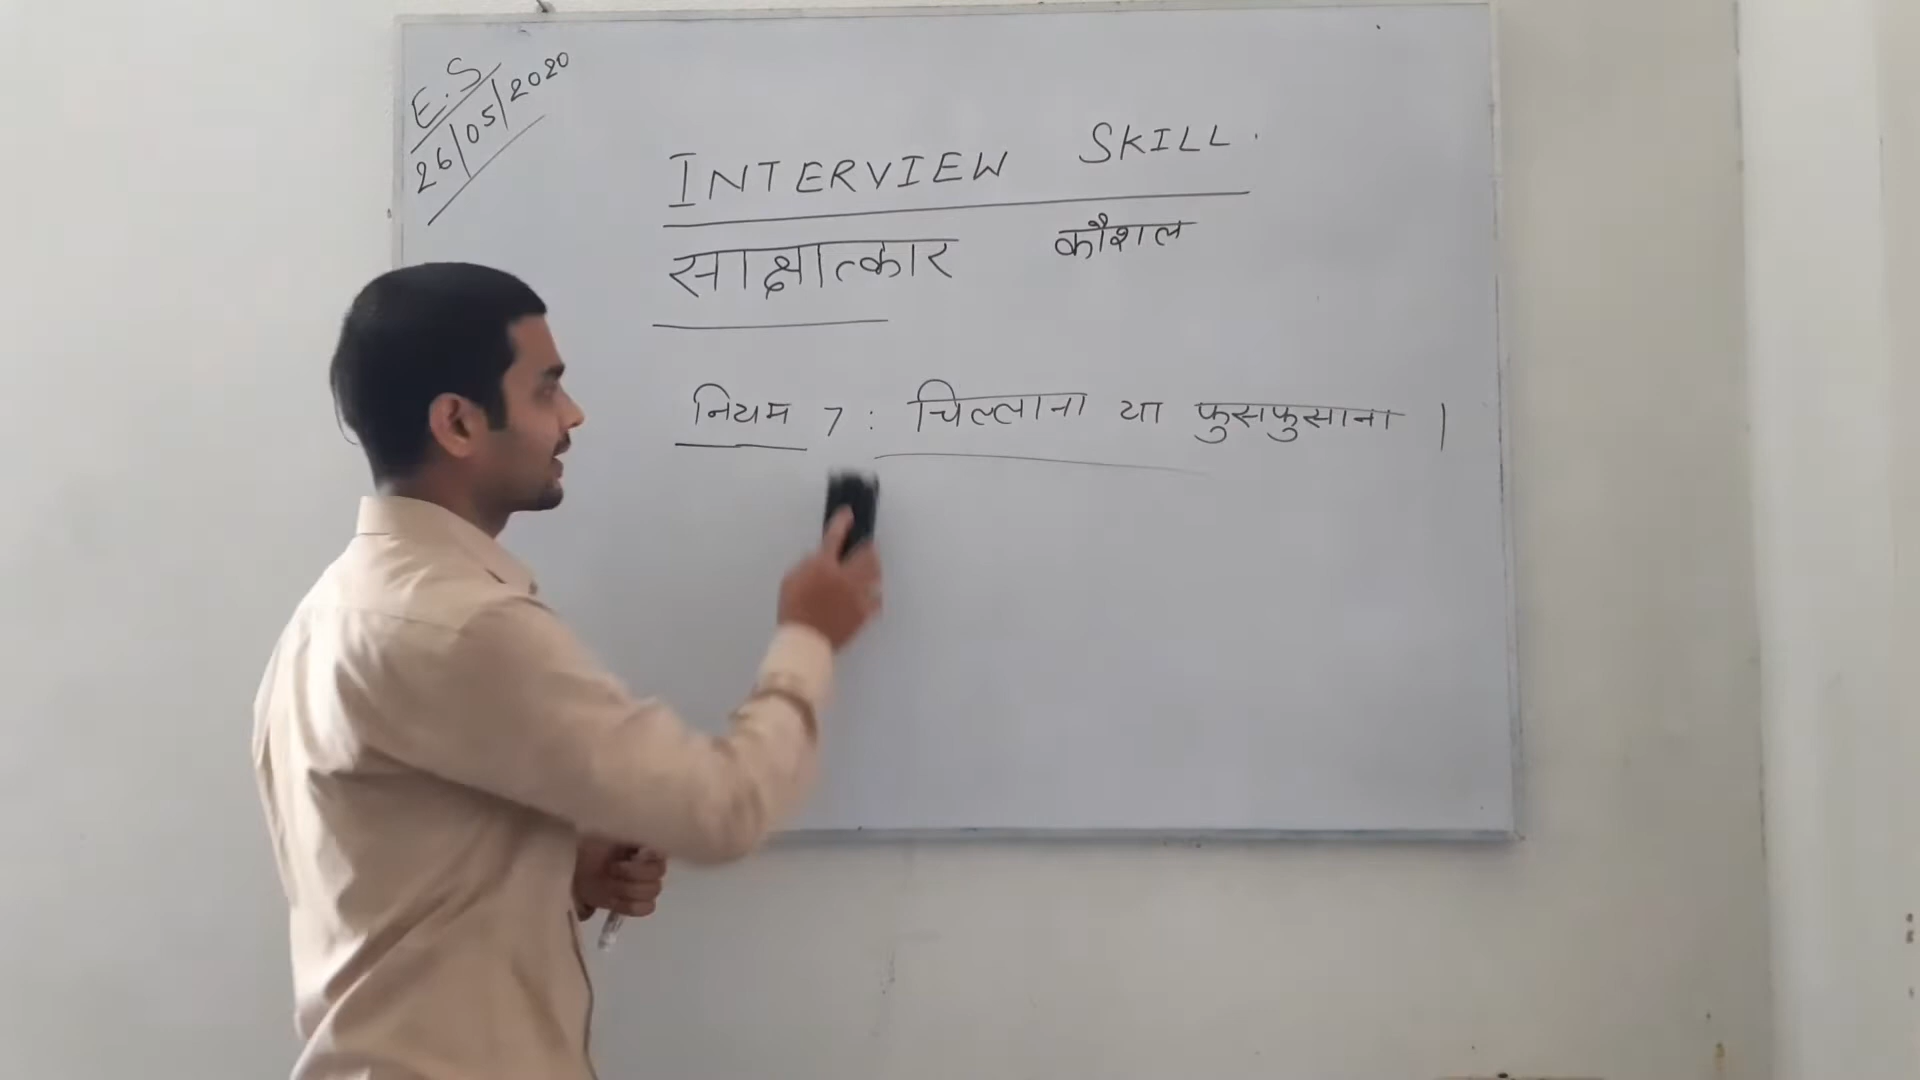 E.S
26/05/2020
INTERVIEW SKILL.
साक्षात्कार कौशल
नियम 7: चिल्लाना या फुसफुसाना |